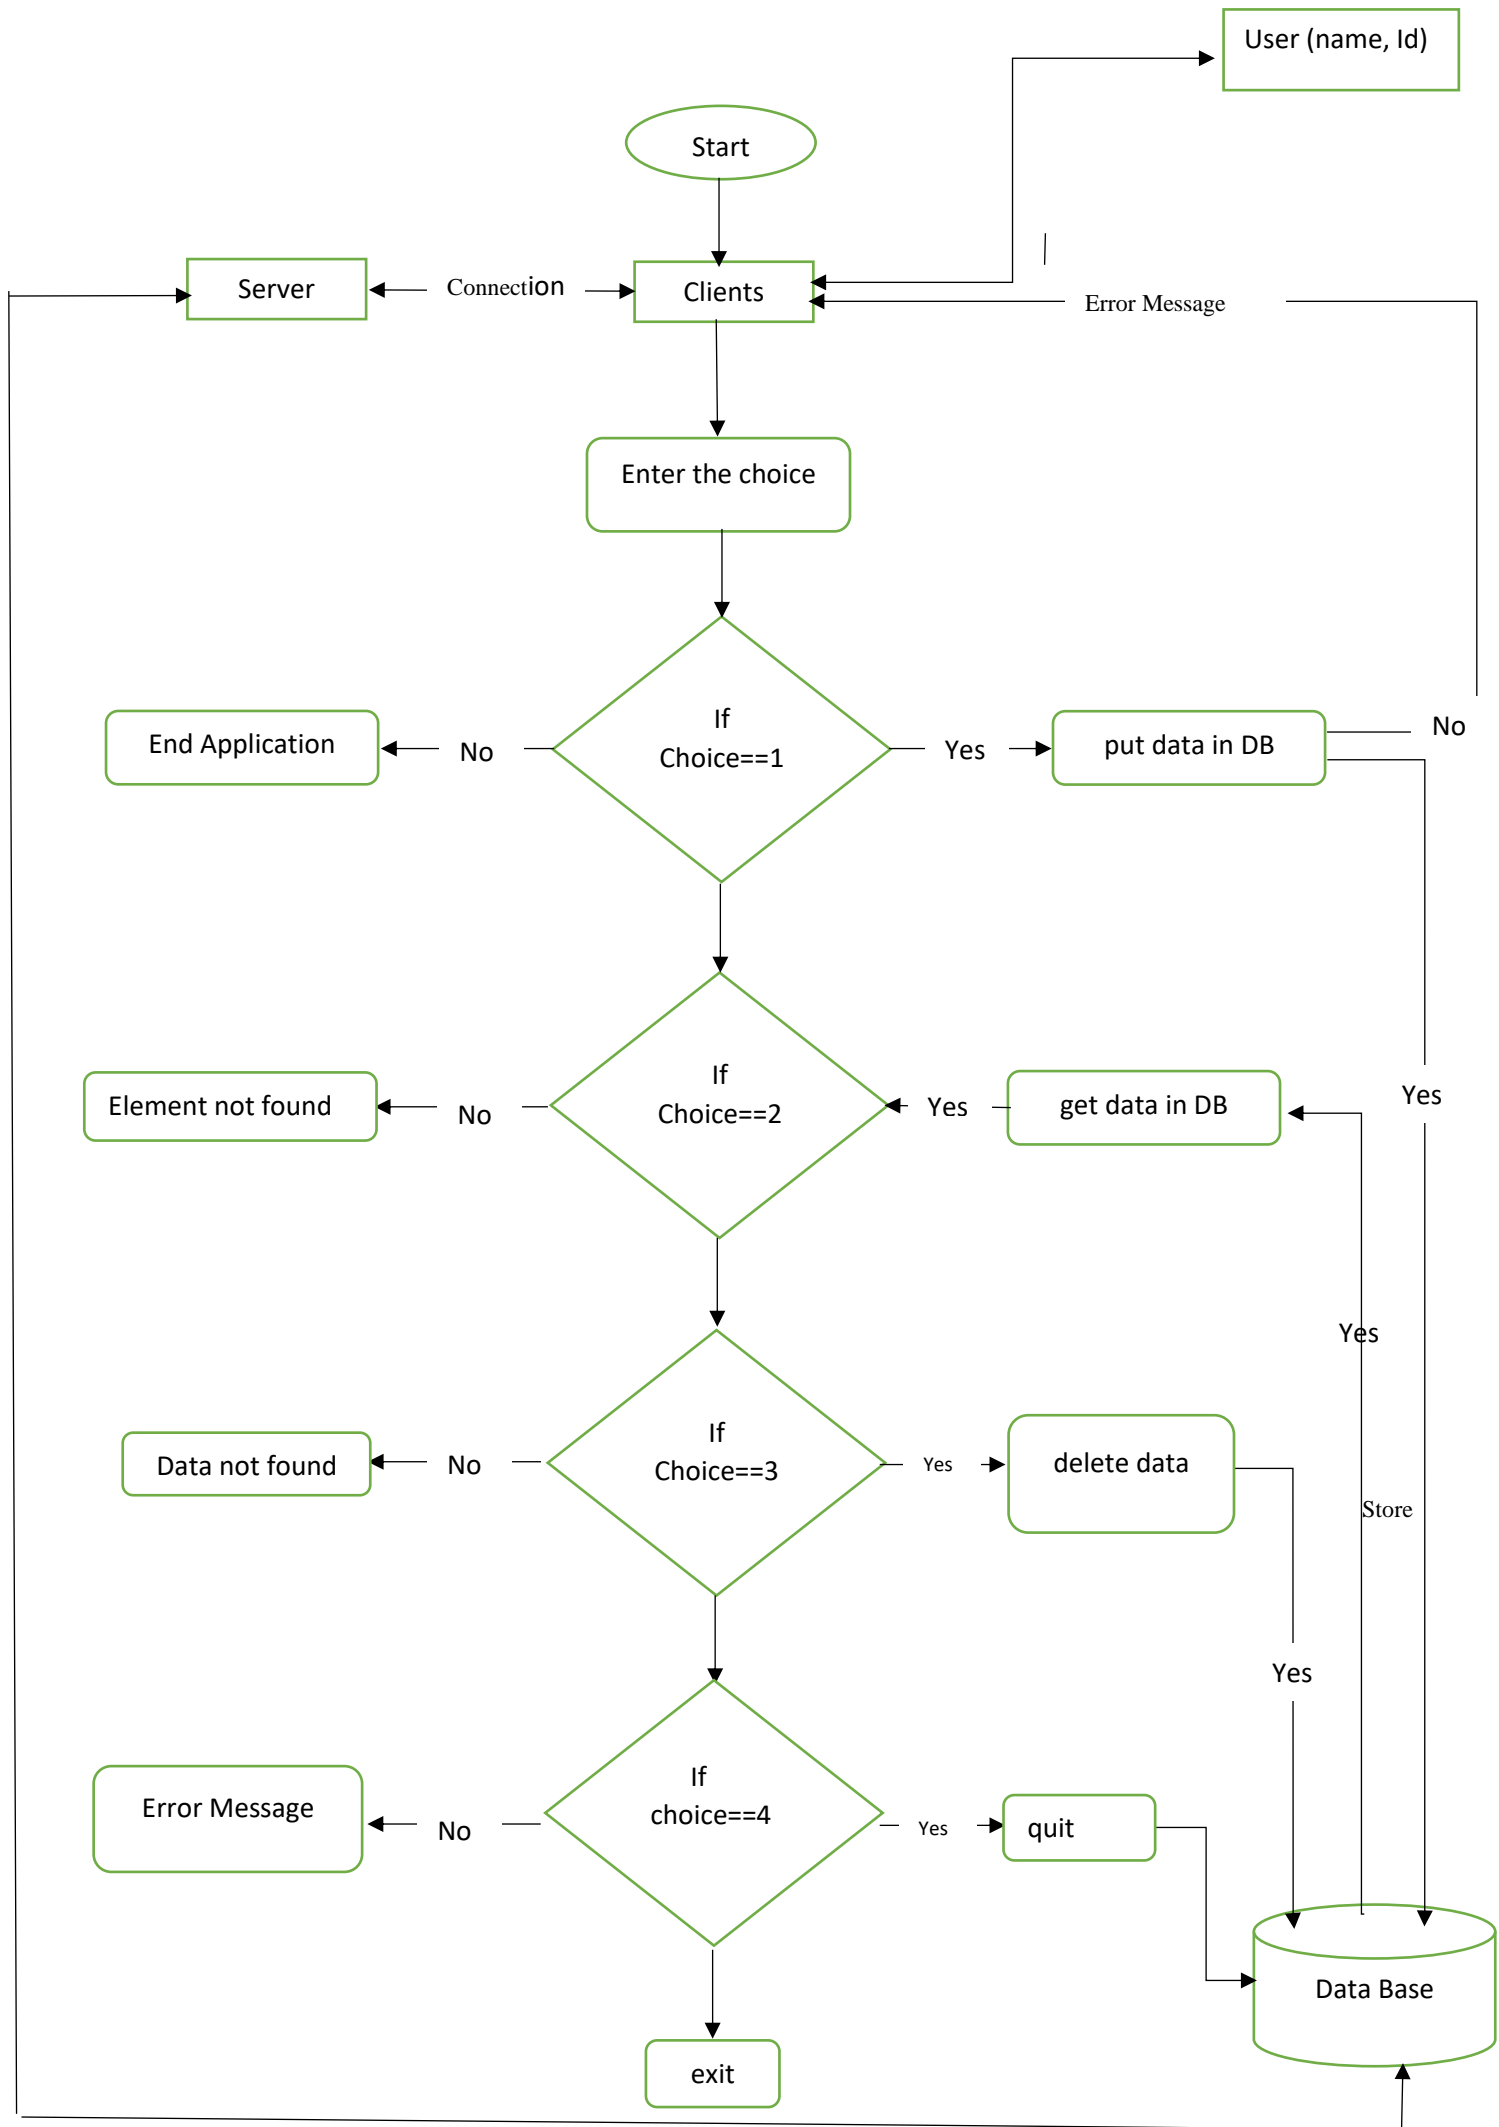 User (name, Id)
Start
Server
Connection
Clients
Error Message
Enter the choice
If
Choice==1
End Application
No
Yes
put data in DB
No
If
Choice==2
Element not found
No
Yes
get data in DB
Yes
Yes
If
Choice==3
Data not found
No
Yes
delete data
Store
Yes
If
choice==4
Error Message
No
Yes
quit
Data Base
exit